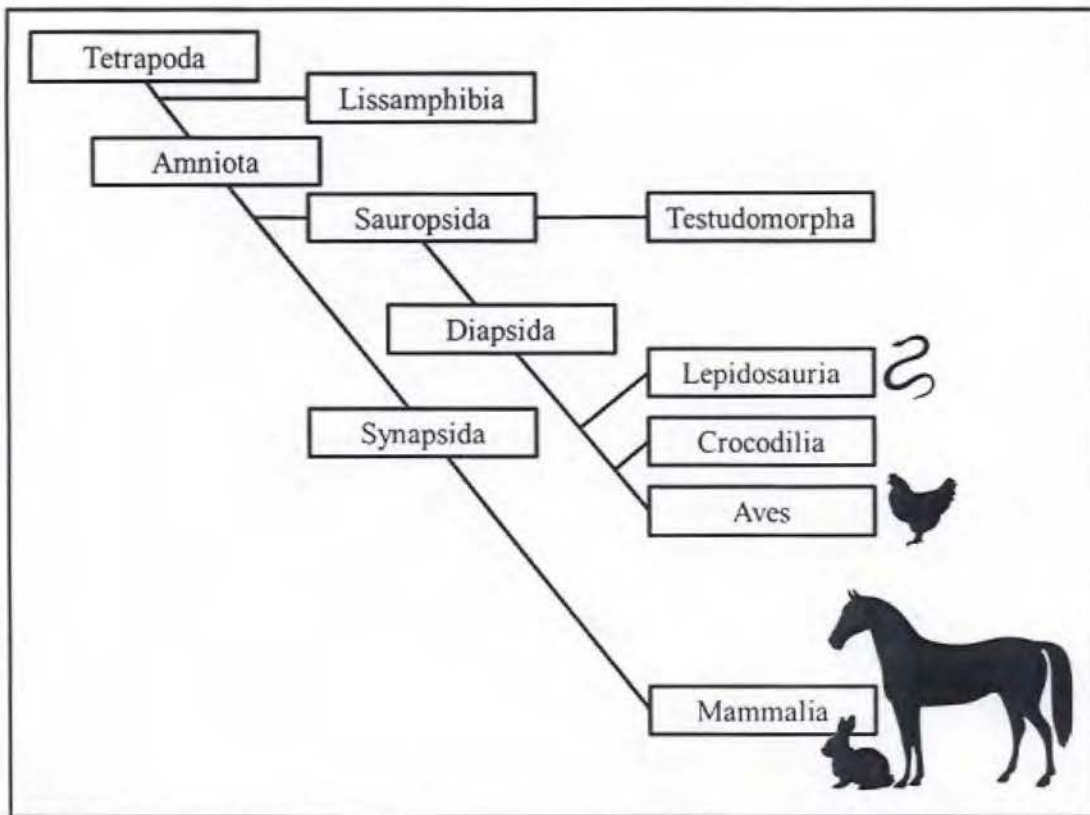 Tetrapoda
Lissamphibia
Amniota
Sauropsida
Testudomorpha
Diapsida
Lepidosauria
Synapsida
Crocodilia
Aves
Mammalia